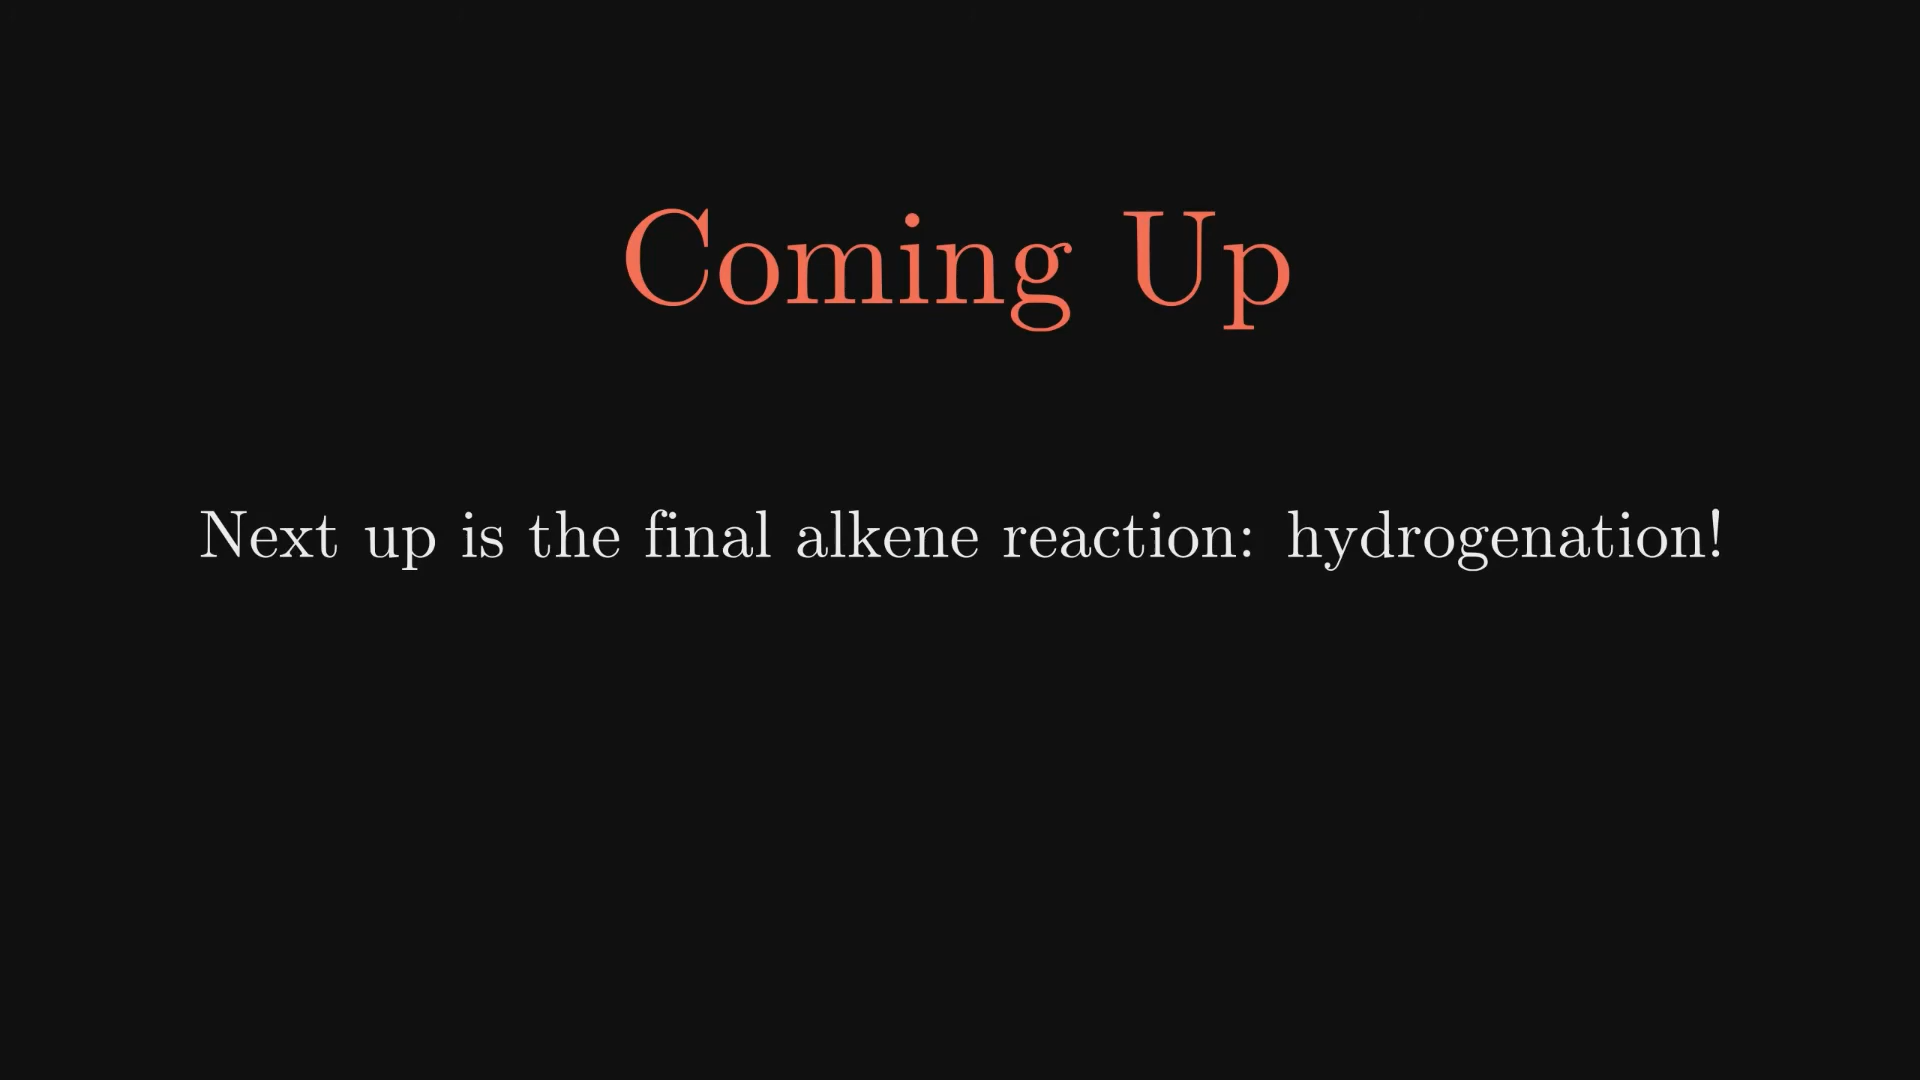 Coming Up
Next up is the final alkene reaction: hydrogenation!